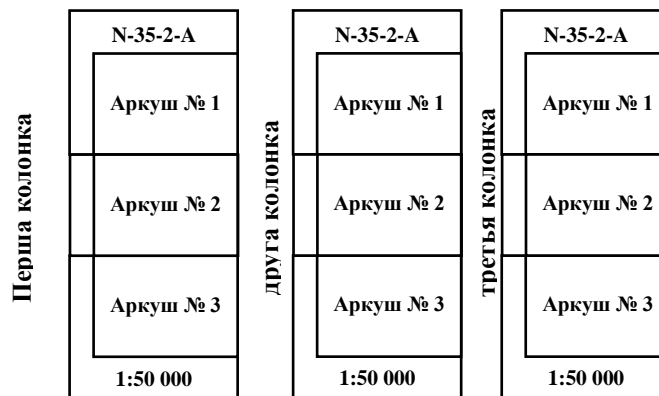 Перша колонка
N-35-2-А
Аркуш № 1
Аркуш № 2
Аркуш № 3
1:50 000
друга колонка
N-35-2-А
Аркуш № 1
Аркуш № 2
Аркуш № 3
1:50 000
третья колонка
N-35-2-А
Аркуш № 1
Аркуш № 2
Аркуш № 3
1:50 000